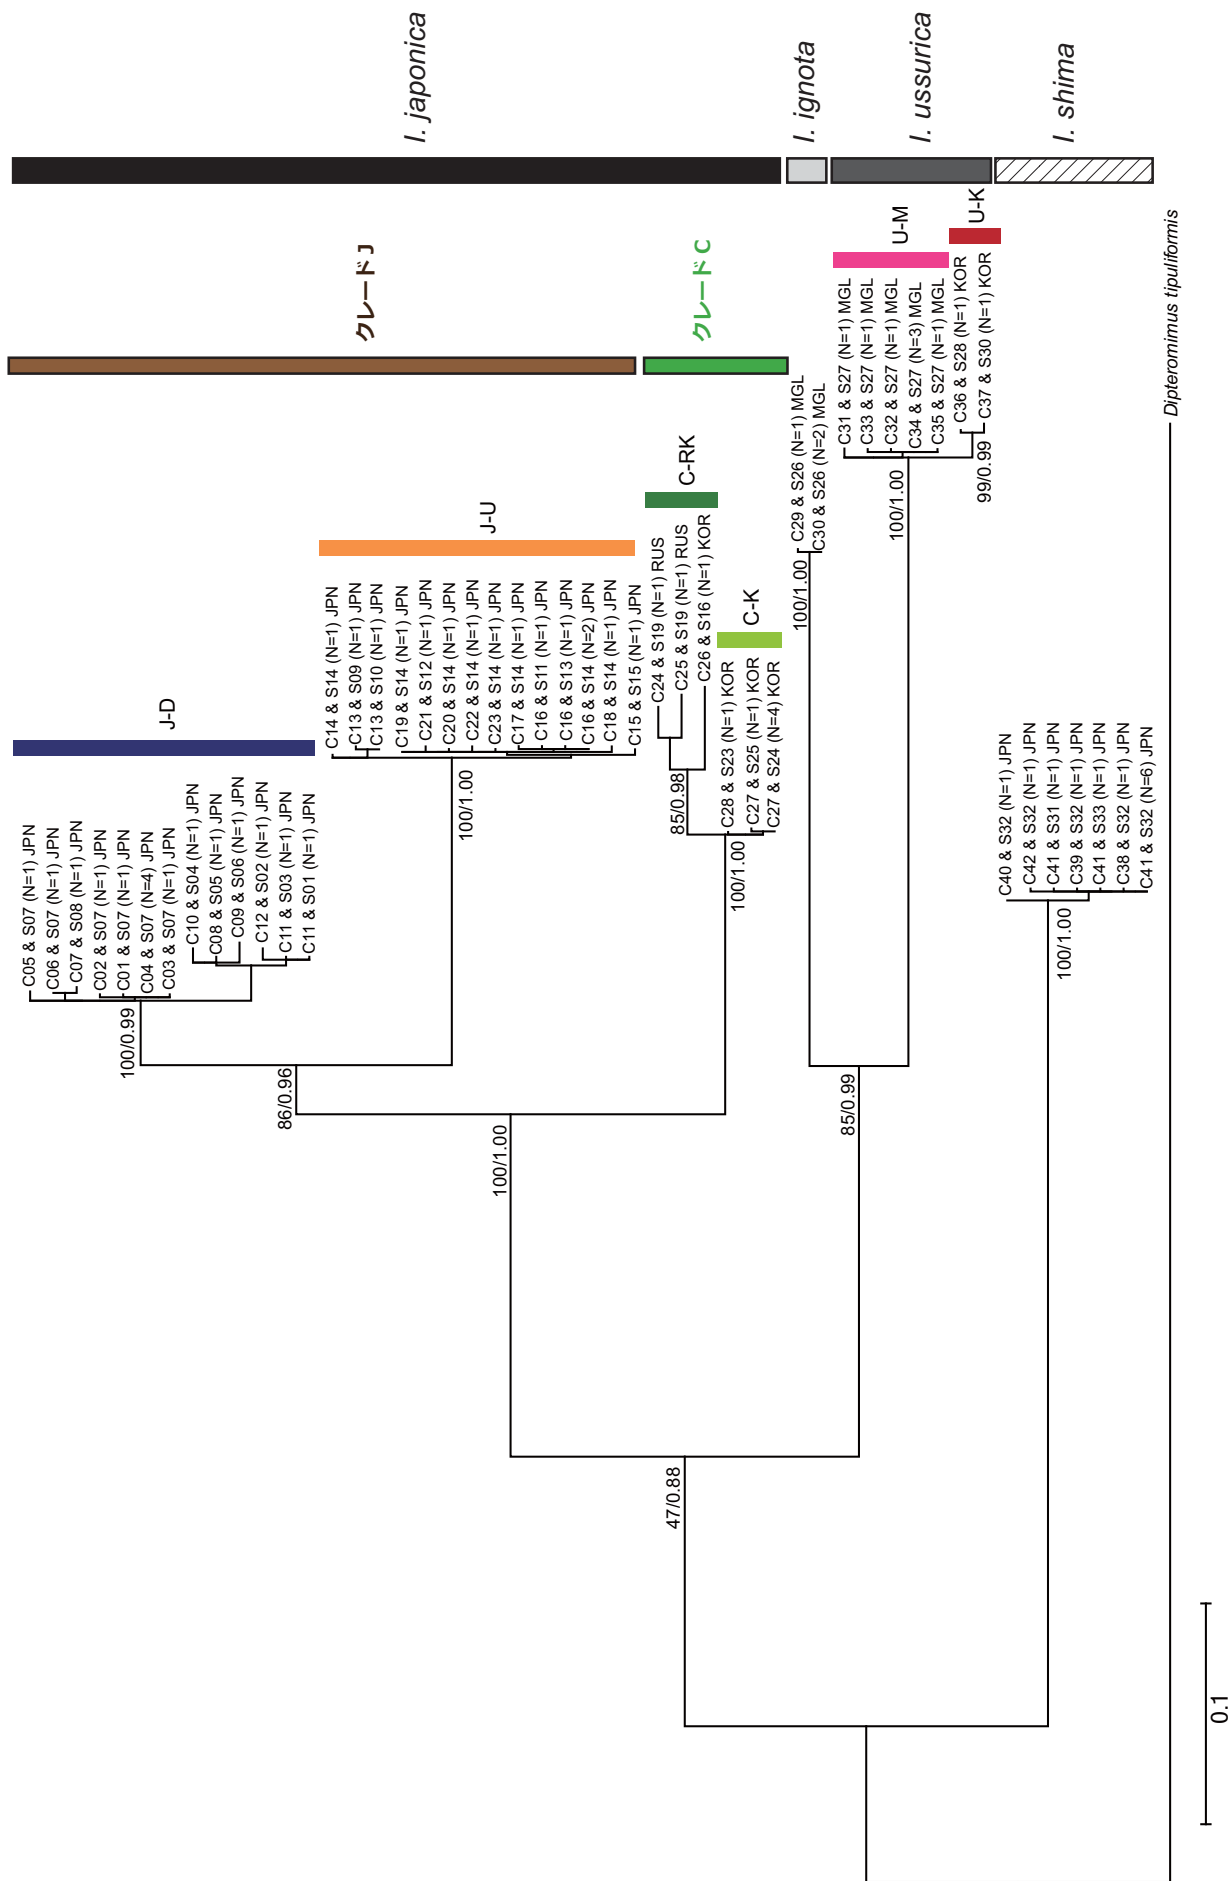 I. japonica
I. ignota
I. ussurica
I. shima
クレード J
クレード C
J-D
J-U
C-RK
C-K
U-M
U-K
C05 & S07 (N=1) JPN
C06 & S07 (N=1) JPN
C07 & S08 (N=1) JPN
C02 & S07 (N=1) JPN
C01 & S07 (N=1) JPN
C04 & S07 (N=4) JPN
C03 & S07 (N=1) JPN
C10 & S04 (N=1) JPN
C08 & S05 (N=1) JPN
C09 & S06 (N=1) JPN
C12 & S02 (N=1) JPN
C11 & S03 (N=1) JPN
C11 & S01 (N=1) JPN
C14 & S14 (N=1) JPN
C13 & S09 (N=1) JPN
C13 & S10 (N=1) JPN
C19 & S14 (N=1) JPN
C21 & S12 (N=1) JPN
C20 & S14 (N=1) JPN
C22 & S14 (N=1) JPN
C23 & S14 (N=1) JPN
C17 & S14 (N=1) JPN
C16 & S11 (N=1) JPN
C16 & S13 (N=1) JPN
C16 & S14 (N=2) JPN
C18 & S14 (N=1) JPN
C15 & S15 (N=1) JPN
C24 & S19 (N=1) RUS
C25 & S19 (N=1) RUS
C26 & S16 (N=1) KOR
C28 & S23 (N=1) KOR
C27 & S25 (N=1) KOR
C27 & S24 (N=4) KOR
C29 & S26 (N=1) MGL
C30 & S26 (N=2) MGL
C31 & S27 (N=1) MGL
C33 & S27 (N=1) MGL
C32 & S27 (N=1) MGL
C34 & S27 (N=3) MGL
C35 & S27 (N=1) MGL
C36 & S28 (N=1) KOR
C37 & S30 (N=1) KOR
C40 & S32 (N=1) JPN
C42 & S32 (N=1) JPN
C41 & S31 (N=1) JPN
C39 & S32 (N=1) JPN
C41 & S33 (N=1) JPN
C38 & S32 (N=1) JPN
C41 & S32 (N=6) JPN
Dipteromimus tipuliformis
100/0.99
86/0.96
100/1.00
100/1.00
85/0.98
100/1.00
100/1.00
100/1.00
99/0.99
85/0.99
47/0.88
100/1.00
0.1